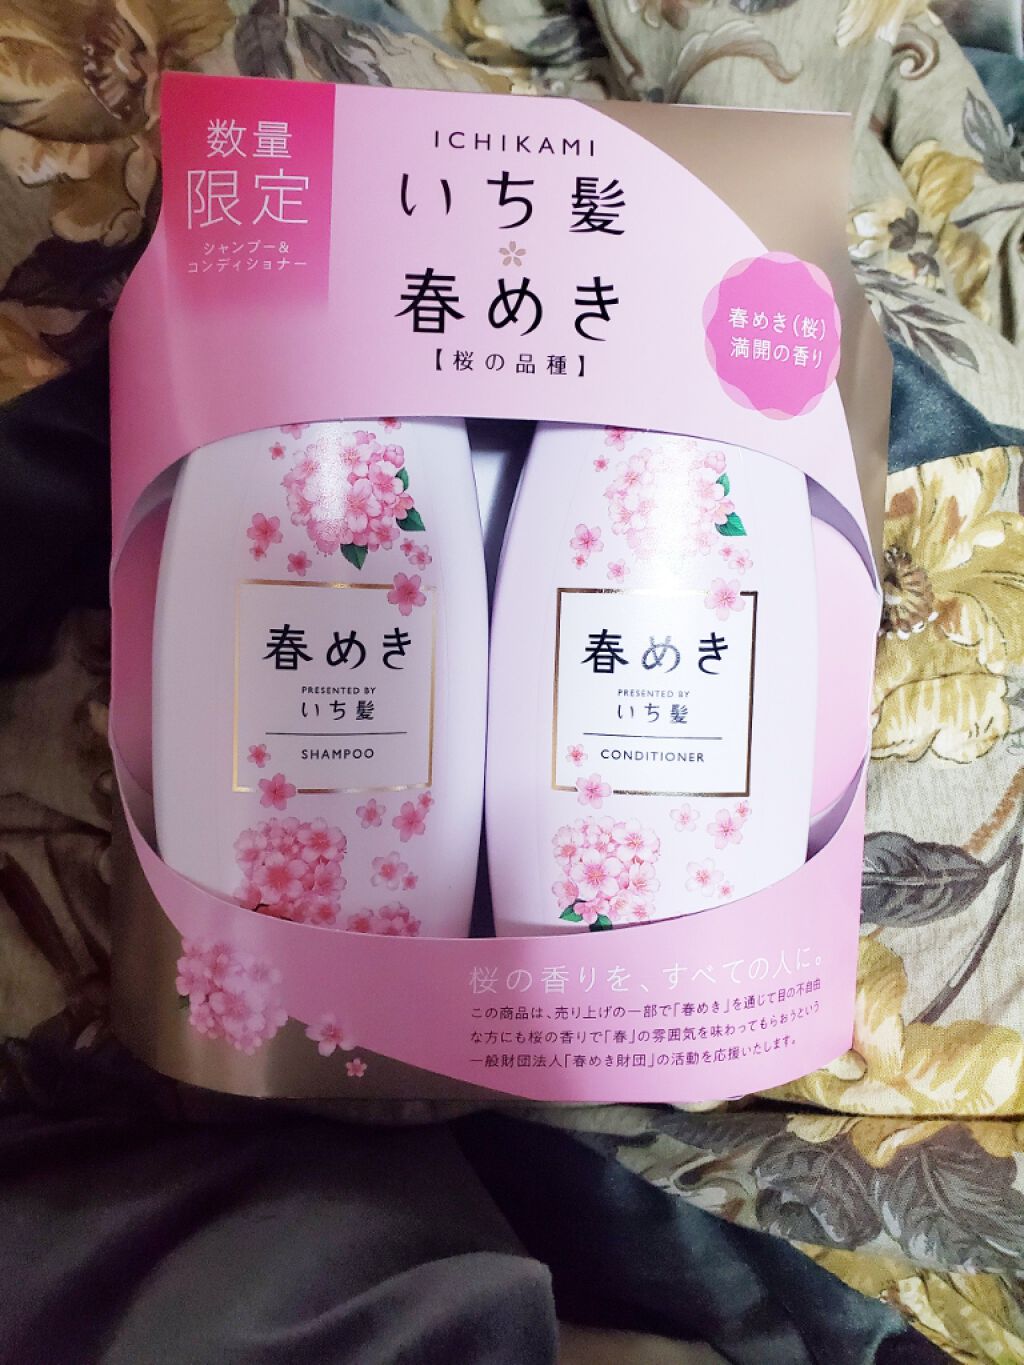 数量
限定
シャンプー&
コンディショナー
ICHIKAMI
いち髪
春めき
【桜の品種】
春めき(桜)
満開の香り
春めき
PRESENTED BY
いち髪
SHAMPOO
春めき
PRESENTED BY
いち髪
CONDITIONER
桜の香りを、すべての人に。
この商品は、売り上げの一部で「春めき」を通じて目の不自由
な方にも桜の香りで「春」の雰囲気を味わってもらおうという
一般財団法人「春めき財団」の活動を応援いたします。